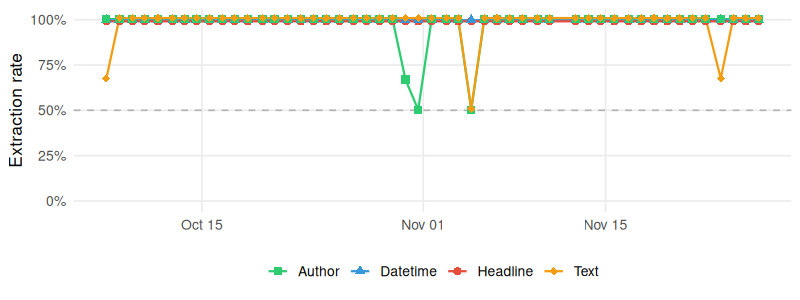 Extraction rate
100%
75%
50%
25%
0%
Oct 15 Nov 01 Nov 15
Author Datetime Headline Text